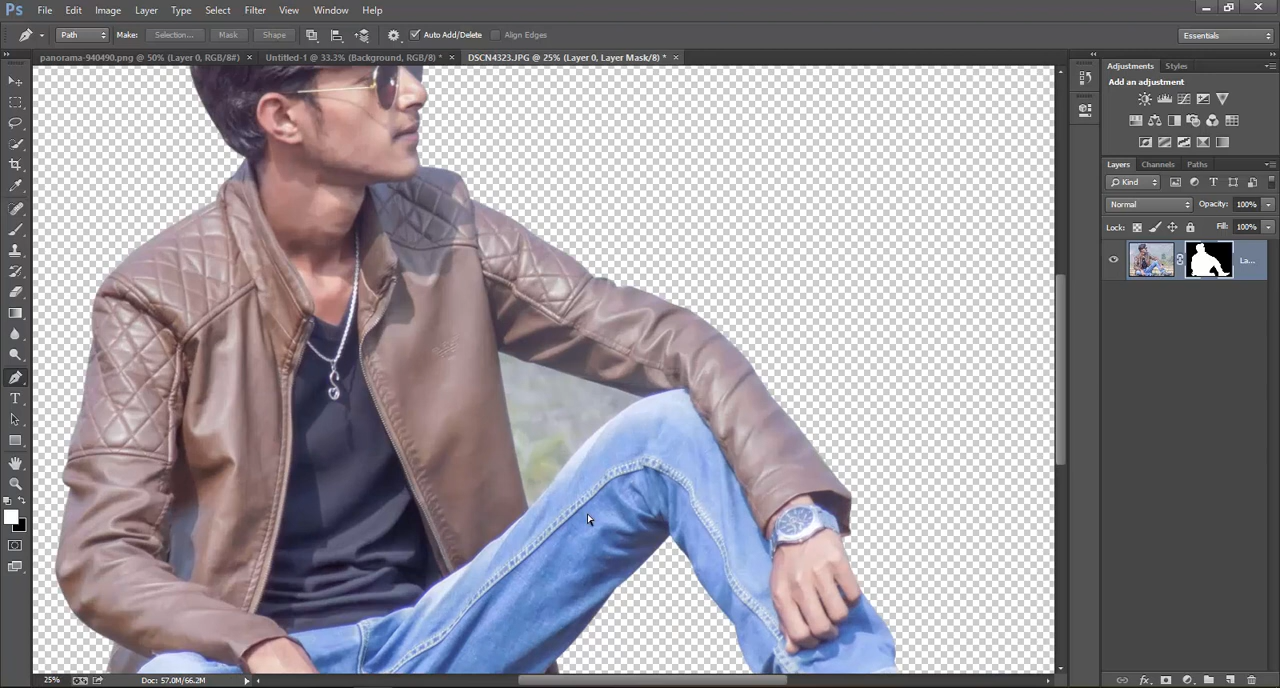 Ps File Edit Image Layer Type Select Filter View Window Help
Path Make: Selection... Mask Shape Auto Add/Delete Align Edges Essentials
panorama-940490.png @ 50% (Layer 0, RGB/8#) × Untitled-1 @ 33.3% (Background, RGB/8) * × DSCN4323.JPG @ 25% (Layer 0, Layer Mask/8) * ×
Adjustments Styles
Add an adjustment
Layers Channels Paths
Kind
Normal Opacity: 100%
Lock: Fill: 100%
La...
25% Doc: 57.0M/66.2M